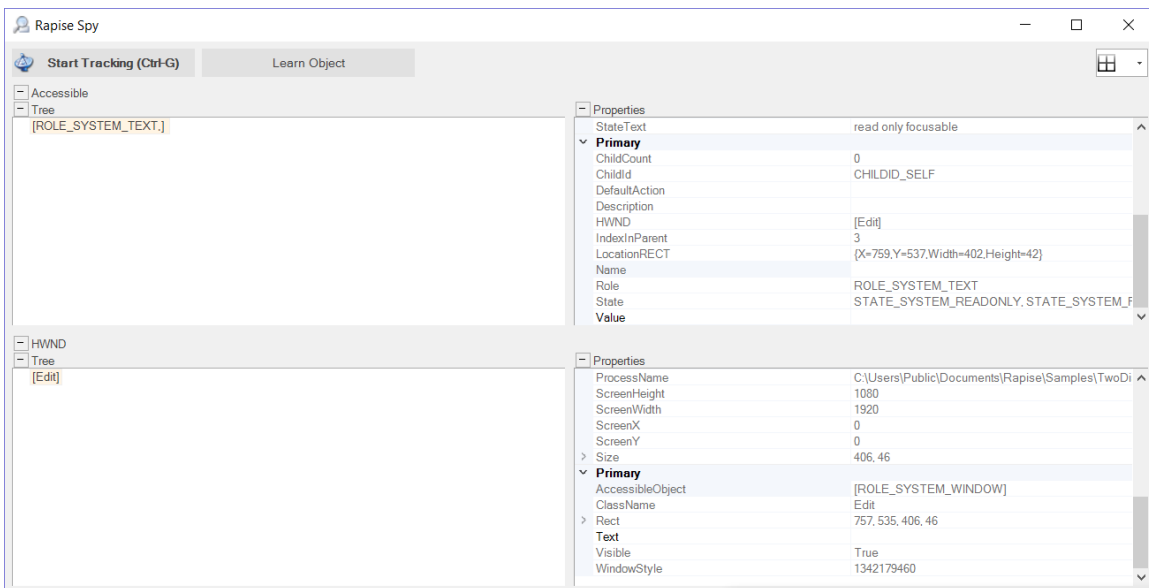 Rapise Spy
Start Tracking (Ctrl-G) Learn Object
Accessible
Tree
[ROLE_SYSTEM_TEXT.]
Properties
StateText read only focusable
Primary
ChildCount 0
ChildId CHILDID_SELF
DefaultAction
Description
HWND [Edit]
IndexInParent 3
LocationRECT {X=759,Y=537,Width=402,Height=42}
Name
Role ROLE_SYSTEM_TEXT
State STATE_SYSTEM_READONLY, STATE_SYSTEM_F
Value
HWND
Tree
[Edit]
Properties
ProcessName C:\Users\Public\Documents\Rapise\Samples\TwoDi
ScreenHeight 1080
ScreenWidth 1920
ScreenX 0
ScreenY 0
Size 406, 46
Primary
AccessibleObject [ROLE_SYSTEM_WINDOW]
ClassName Edit
Rect 757, 535, 406, 46
Text
Visible True
WindowStyle 1342179460